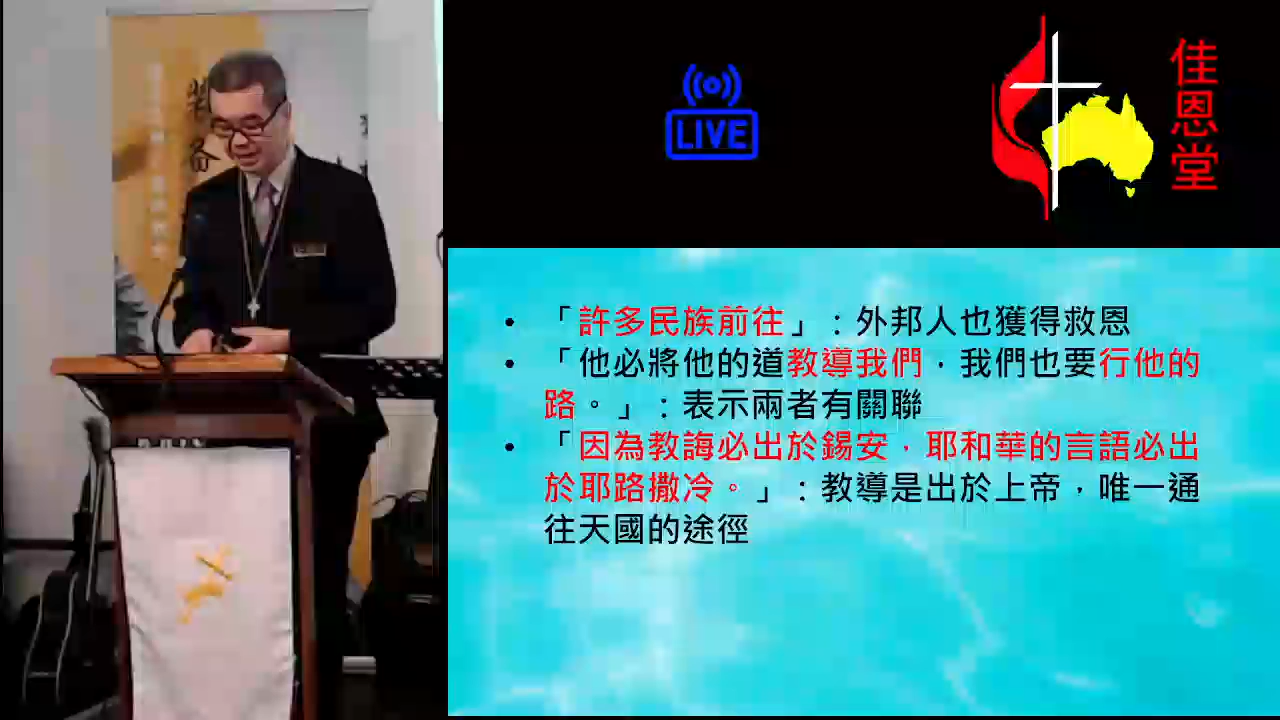 裝備
LIVE
佳恩堂
• 「許多民族前往」：外邦人也獲得救恩
• 「他必將他的道教導我們，我們也要行他的
路。」：表示兩者有關聯
• 「因為教誨必出於錫安，耶和華的言語必出
於耶路撒冷。」：教導是出於上帝，唯一通
往天國的途徑